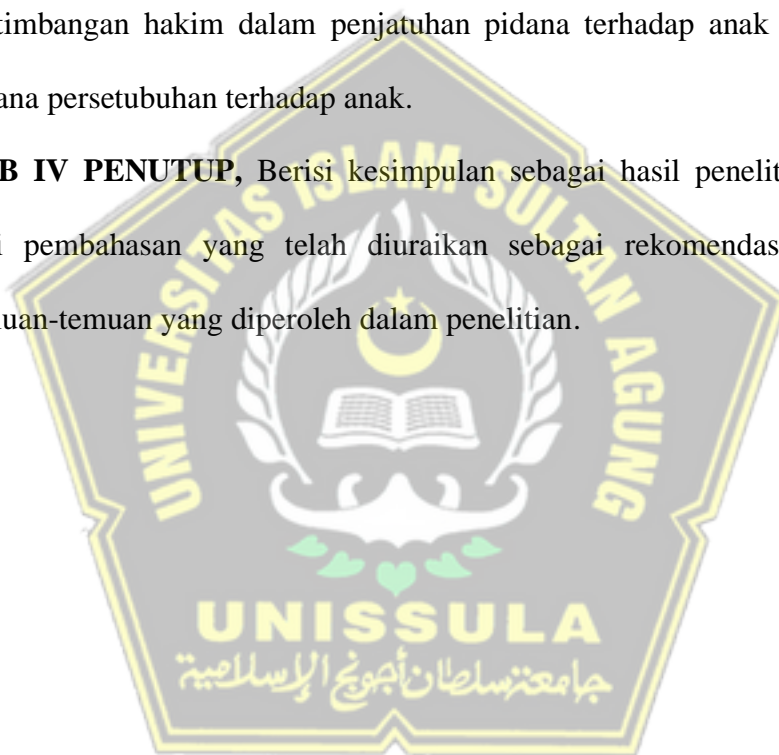 timbangan hakim dalam penjatuhan pidana terhadap anak
ana persetubuhan terhadap anak.
B IV PENUTUP, Berisi kesimpulan sebagai hasil penelit
i pembahasan yang telah diuraikan sebagai rekomendas
uan-temuan yang diperoleh dalam penelitian.
UNIVERSITAS ISLAM SULTAN AGUNG
UNISSULA
جامعة سلطان أجونج الإسلامية